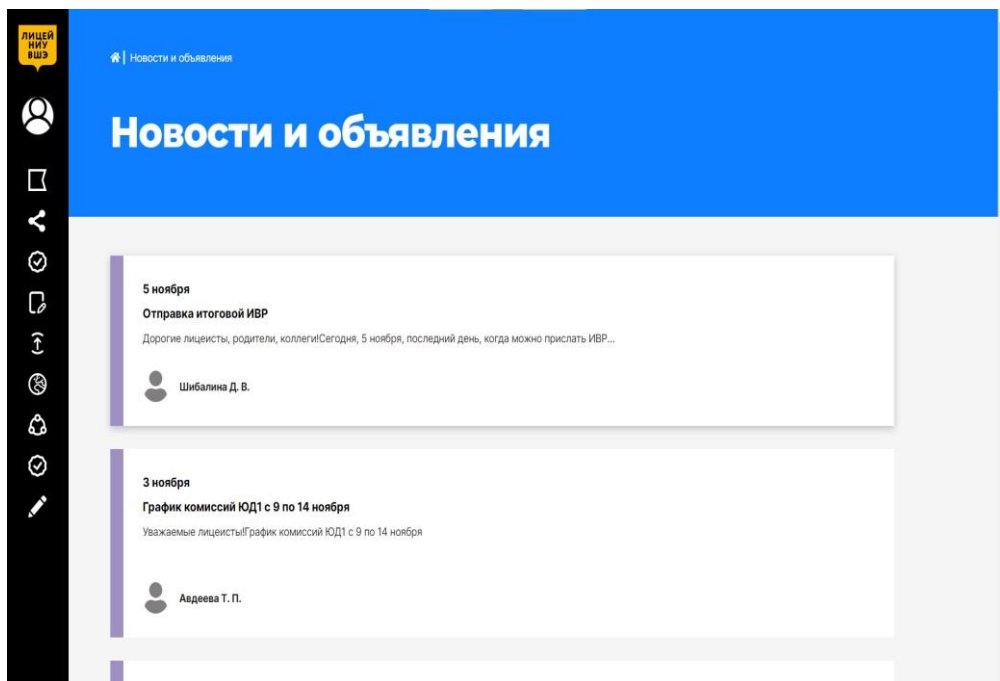 ЛИЦЕЙ
НИУ
ВШЭ
Новости и объявления
Новости и объявления
5 ноября
Отправка итоговой ИВР
Дорогие лицеисты, родители, коллеги!Сегодня, 5 ноября, последний день, когда можно прислать ИВР...
Шибалина Д. В.
3 ноября
График комиссий ЮД1 с 9 по 14 ноября
Уважаемые лицеисты!График комиссий ЮД1 с 9 по 14 ноября
Авдеева Т. П.